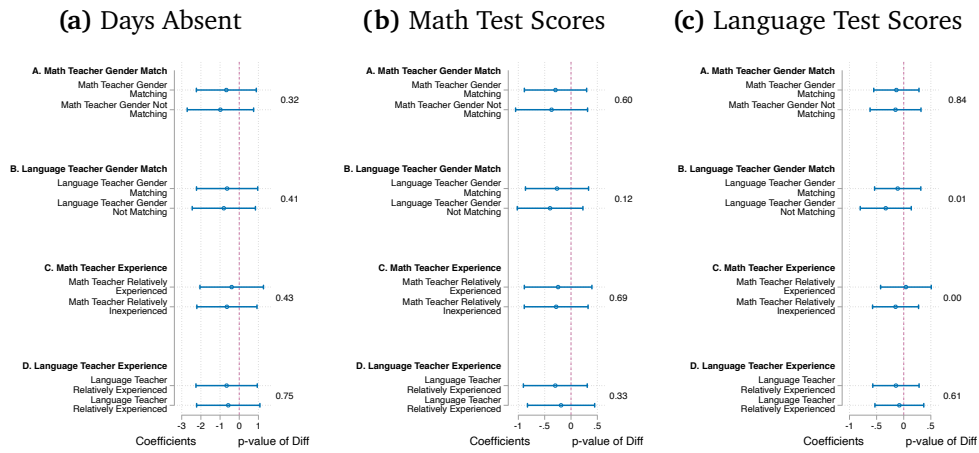 (a) Days Absent
A. Math Teacher Gender Match
Math Teacher Gender
Matching
Math Teacher Gender Not
Matching
0.32
B. Language Teacher Gender Match
Language Teacher Gender
Matching
Language Teacher Gender
Not Matching
0.41
C. Math Teacher Experience
Math Teacher Relatively
Experienced
Math Teacher Relatively
Inexperienced
0.43
D. Language Teacher Experience
Language Teacher
Relatively Experienced
Language Teacher
Relatively Experienced
0.75
-3 -2 -1 0 1
Coefficients p-value of Diff
(b) Math Test Scores
A. Math Teacher Gender Match
Math Teacher Gender
Matching
Math Teacher Gender Not
Matching
0.60
B. Language Teacher Gender Match
Language Teacher Gender
Matching
Language Teacher Gender
Not Matching
0.12
C. Math Teacher Experience
Math Teacher Relatively
Experienced
Math Teacher Relatively
Inexperienced
0.69
D. Language Teacher Experience
Language Teacher
Relatively Experienced
Language Teacher
Relatively Experienced
0.33
-1 -.5 0 .5
Coefficients p-value of Diff
(c) Language Test Scores
A. Math Teacher Gender Match
Math Teacher Gender
Matching
Math Teacher Gender Not
Matching
0.84
B. Language Teacher Gender Match
Language Teacher Gender
Matching
Language Teacher Gender
Not Matching
0.01
C. Math Teacher Experience
Math Teacher Relatively
Experienced
Math Teacher Relatively
Inexperienced
0.00
D. Language Teacher Experience
Language Teacher
Relatively Experienced
Language Teacher
Relatively Experienced
0.61
-1 -.5 0 .5
Coefficients p-value of Diff